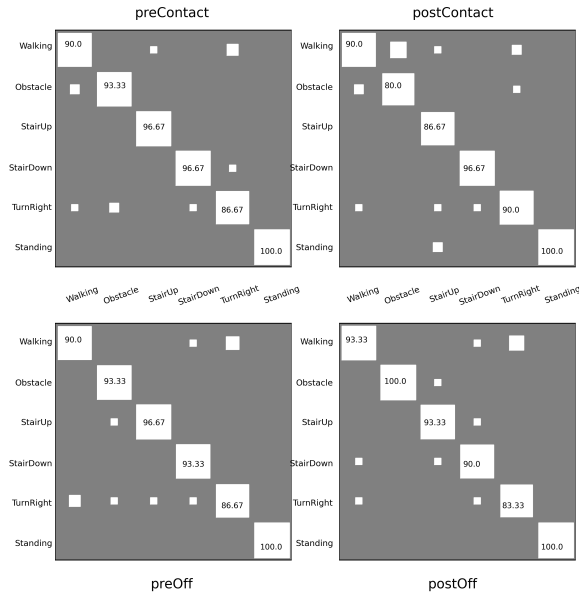 preContact
postContact
Walking
90.0
Obstacle
93.33
StairUp
96.67
StairDown
96.67
TurnRight
86.67
Standing
100.0
Walking
90.0
Obstacle
80.0
StairUp
86.67
StairDown
96.67
TurnRight
90.0
Standing
100.0
Walking Obstacle StairUp StairDown TurnRight Standing
Walking Obstacle StairUp StairDown TurnRight Standing
Walking
90.0
Obstacle
93.33
StairUp
96.67
StairDown
93.33
TurnRight
86.67
Standing
100.0
Walking
93.33
Obstacle
100.0
StairUp
93.33
StairDown
90.0
TurnRight
83.33
Standing
100.0
preOff
postOff